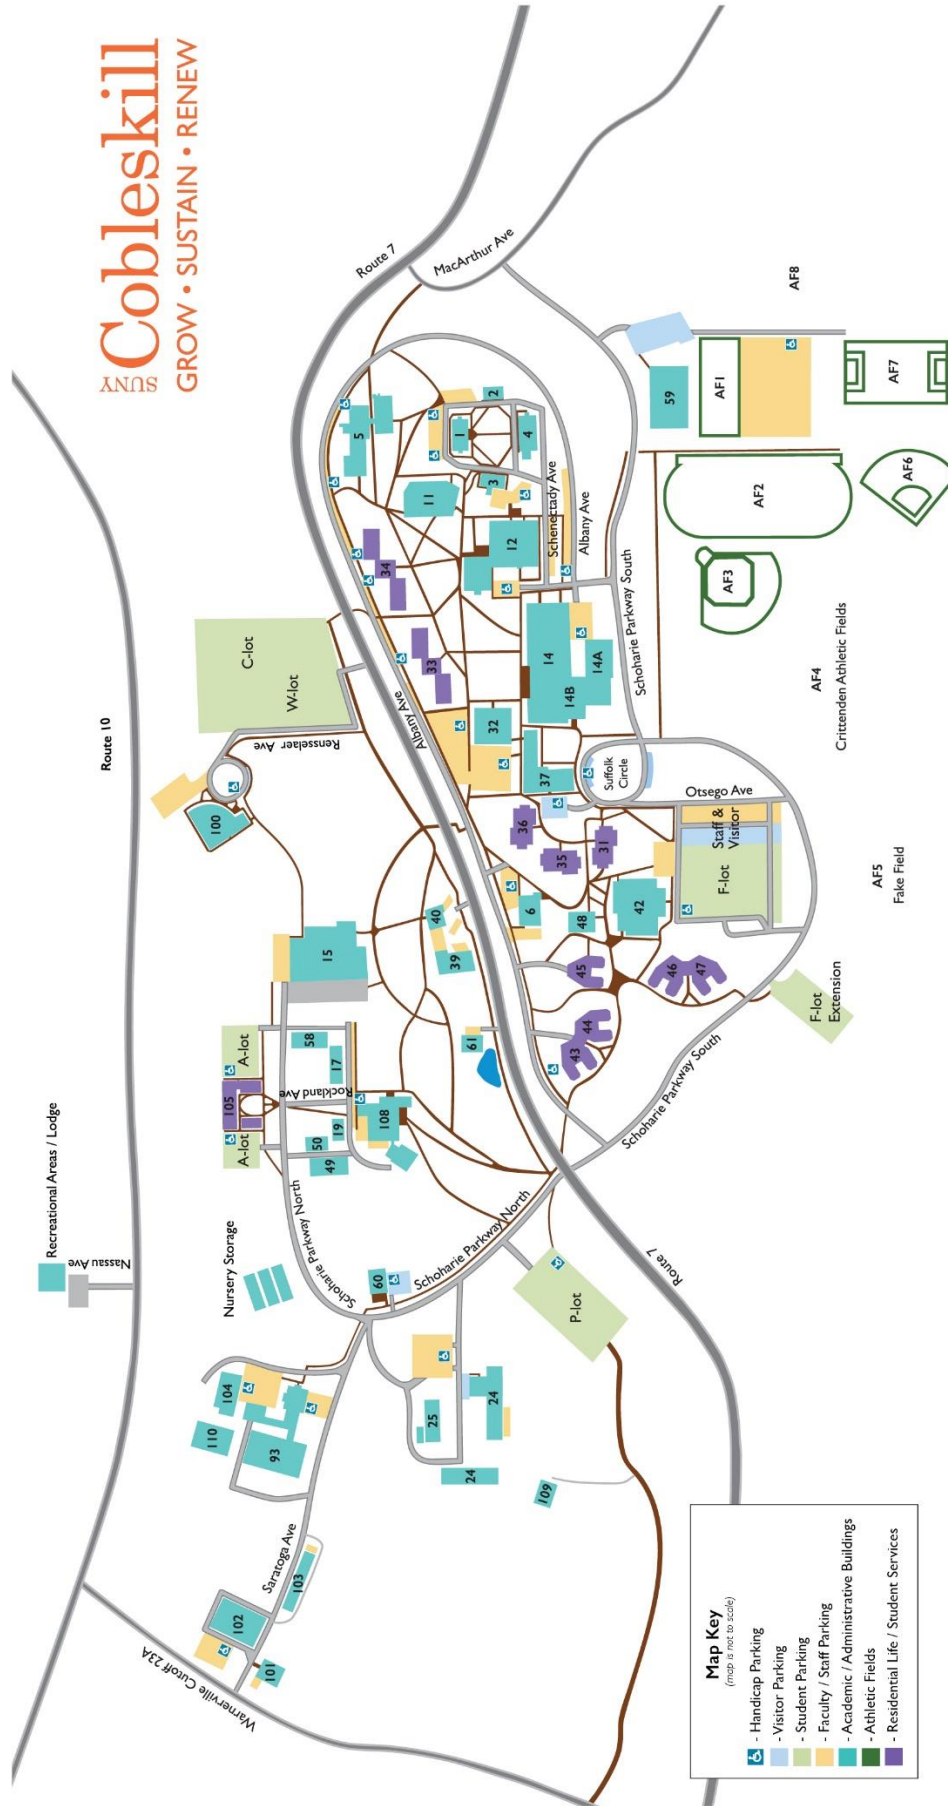 SUNY
Cobleskill
GROW • SUSTAIN • RENEW
Route 10
Recreational Areas / Lodge
Nassau Ave
Warnerville Cutoff 23A
Nursery Storage
Saratoga Ave
Schoharie Parkway North
Schoharie Parkway North
Rockland Ave
Rensselaer Ave
Route 7
Route 7
MacArthur Ave
Albany Ave
Albany Ave
Schenectady Ave
Schoharie Parkway South
Schoharie Parkway South
Otsego Ave
Suffolk
Circle
C-lot
W-lot
A-lot
A-lot
P-lot
F-lot
Staff &
Visitor
F-lot
Extension
101
102
103
104
110
93
24
24
25
109
60
49
50
19
108
17
58
105
15
100
61
39
40
6
48
42
45
46
47
43
44
31
35
36
37
32
33
34
14
14A
14B
12
11
5
3
1
2
4
59
AF1
AF2
AF3
AF4
Crittenden Athletic Fields
AF5
Fake Field
AF6
AF7
AF8
Map Key
(map is not to scale)
- Handicap Parking
- Visitor Parking
- Student Parking
- Faculty / Staff Parking
- Academic / Administrative Buildings
- Athletic Fields
- Residential Life / Student Services